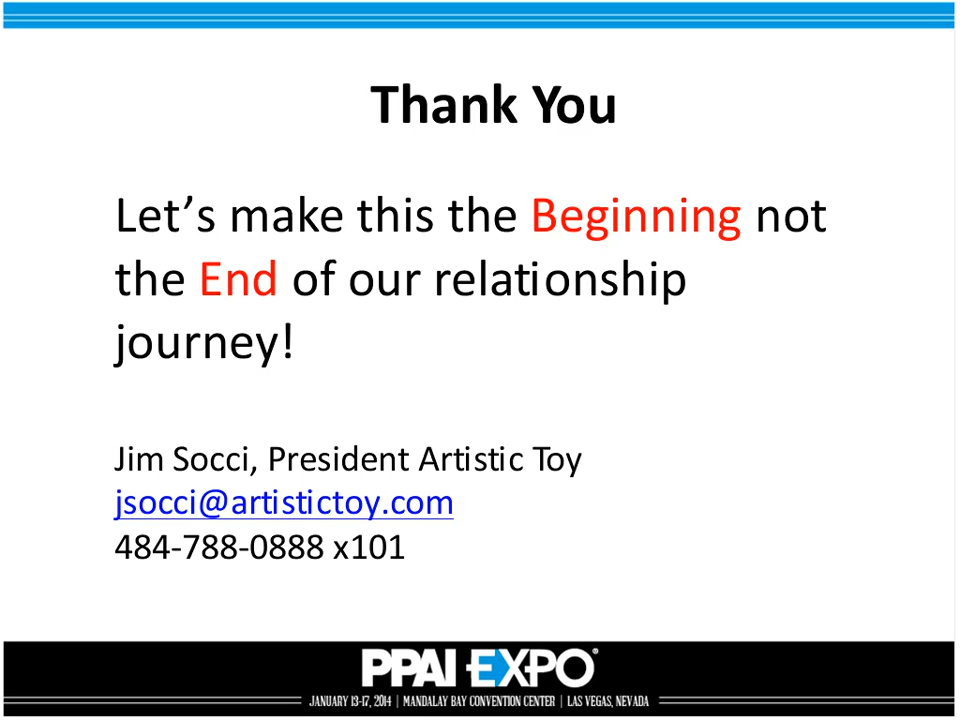 Thank You
Let’s make this the Beginning not
the End of our relationship
journey!
Jim Socci, President Artistic Toy
jsocci@artistictoy.com
484-788-0888 x101
PPAI EXPO®
JANUARY 13-17, 2014 | MANDALAY BAY CONVENTION CENTER | LAS VEGAS, NEVADA